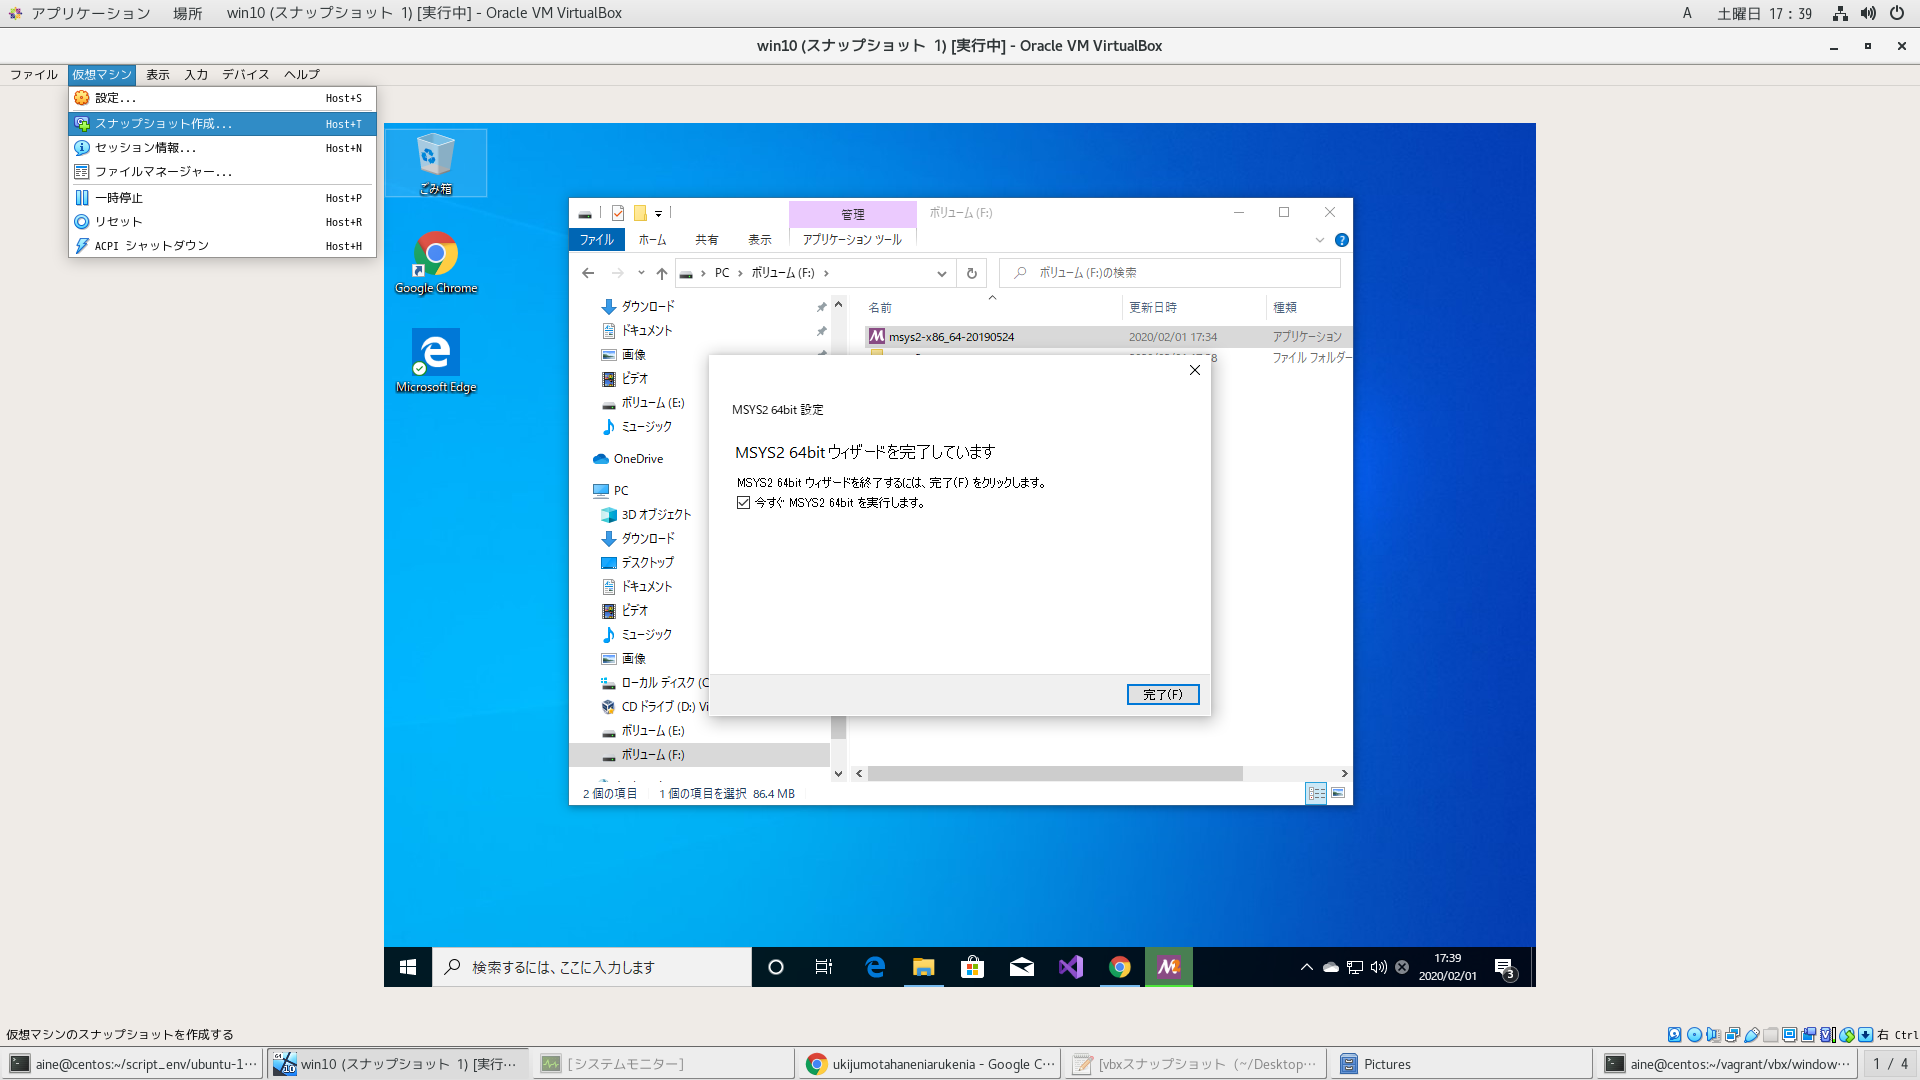 アプリケーション 場所 win10 (スナップショット 1) [実行中] - Oracle VM VirtualBox A 土曜日 17：39
win10 (スナップショット 1) [実行中] - Oracle VM VirtualBox
ファイル 仮想マシン 表示 入力 デバイス ヘルプ
設定... Host+S
スナップショット作成... Host+T
セッション情報... Host+N
ファイルマネージャー...
一時停止 Host+P
リセット Host+R
ACPI シャットダウン Host+H
ごみ箱
Google Chrome
Microsoft Edge
管理 ボリューム (F:)
ファイル ホーム 共有 表示 アプリケーション ツール
PC ボリューム (F:) ボリューム (F:)の検索
名前 更新日時 種類
msys2-x86_64-20190524 2020/02/01 17:34 アプリケーション
ファイル フォルダー
ダウンロード
ドキュメント
画像
ビデオ
ボリューム (E:)
ミュージック
OneDrive
PC
3D オブジェクト
ダウンロード
デスクトップ
ドキュメント
ビデオ
ミュージック
画像
ローカル ディスク (C
CD ドライブ (D:) Vi
ボリューム (E:)
ボリューム (F:)
2 個の項目 1 個の項目を選択 86.4 MB
MSYS2 64bit 設定
MSYS2 64bit ウィザードを完了しています
MSYS2 64bit ウィザードを終了するには、完了(F) をクリックします。
今すぐ MSYS2 64bit を実行します。
完了(F)
検索するには、ここに入力します
17:39
2020/02/01
3
仮想マシンのスナップショットを作成する
右 Ctrl
aine@centos:~/script_env/ubuntu-1… win10 (スナップショット 1) [実行… [システムモニター] ukijumotahaneniarukenia - Google C… [vbxスナップショット (~/Desktop… Pictures aine@centos:~/vagrant/vbx/window… 1 / 4